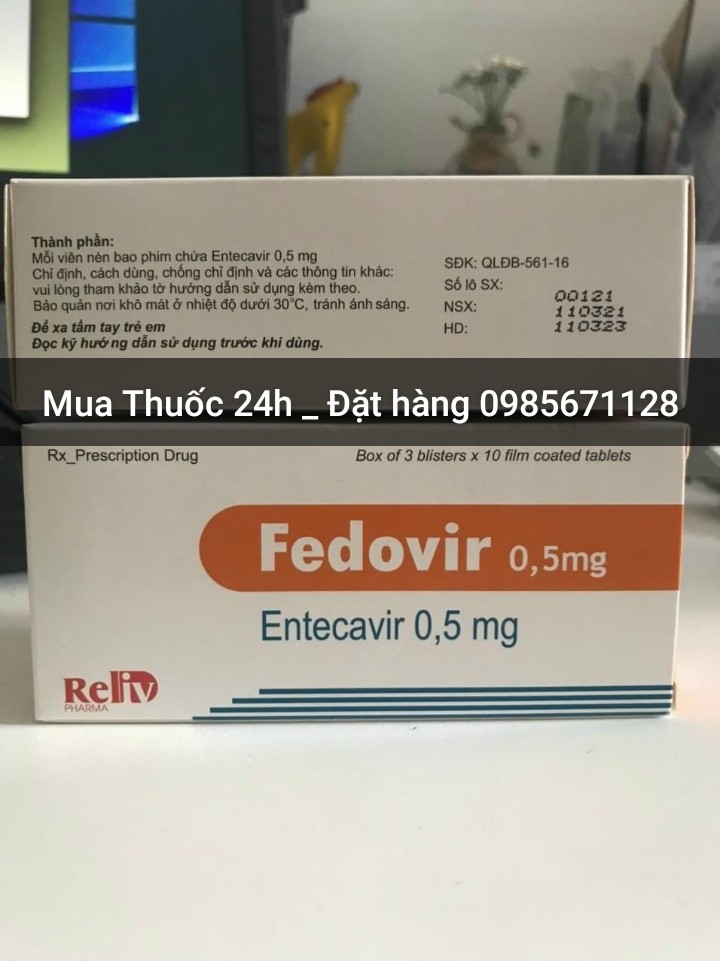 Thành phần:
Mỗi viên nén bao phim chứa Entecavir 0,5 mg
Chỉ định, cách dùng, chống chỉ định và các thông tin khác:
vui lòng tham khảo tờ hướng dẫn sử dụng kèm theo.
Bảo quản nơi khô mát ở nhiệt độ dưới 30°C, tránh ánh sáng.
Để xa tầm tay trẻ em
Đọc kỹ hướng dẫn sử dụng trước khi dùng.
SĐK: QLĐB-561-16
Số lô SX: 00121
NSX: 110321
HD: 110323
Mua Thuốc 24h _ Đặt hàng 0985671128
Rx_Prescription Drug
Box of 3 blisters x 10 film coated tablets
Fedovir 0,5mg
Entecavir 0,5 mg
Reliv
PHARMA